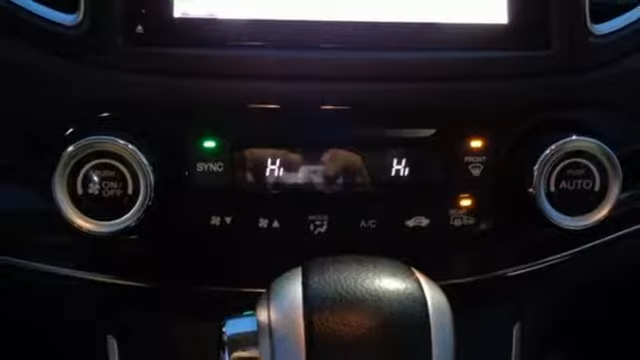 PUSH
ON/
OFF
SYNC
Hi
Hi
FRONT
REAR
PUSH
AUTO
MODE
A/C